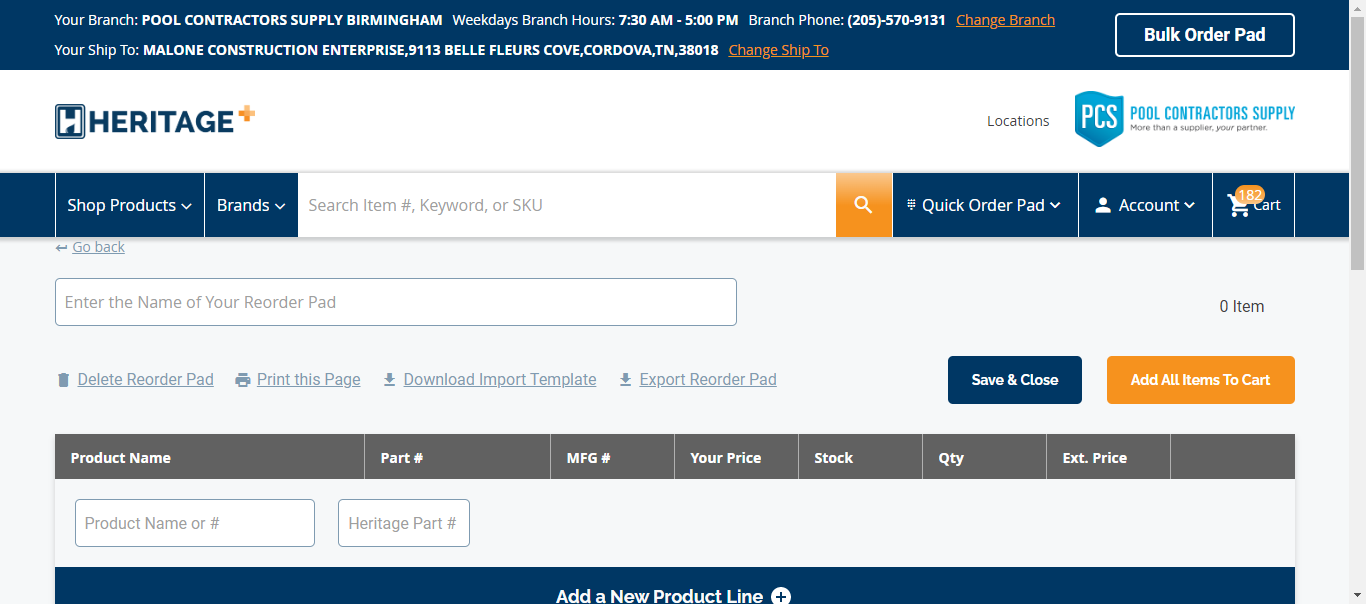 Your Branch: POOL CONTRACTORS SUPPLY BIRMINGHAM Weekdays Branch Hours: 7:30 AM - 5:00 PM Branch Phone: (205)-570-9131 Change Branch
Your Ship To: MALONE CONSTRUCTION ENTERPRISE,9113 BELLE FLEURS COVE,CORDOVA,TN,38018 Change Ship To
Bulk Order Pad
HERITAGE+
Locations
PCS POOL CONTRACTORS SUPPLY
More than a supplier, your partner.
Shop Products Brands Search Item #, Keyword, or SKU Quick Order Pad Account 182 Cart
Go back
Enter the Name of Your Reorder Pad
0 Item
Delete Reorder Pad Print this Page Download Import Template Export Reorder Pad Save & Close Add All Items To Cart
Product Name Part # MFG # Your Price Stock Qty Ext. Price
Product Name or # Heritage Part #
Add a New Product Line